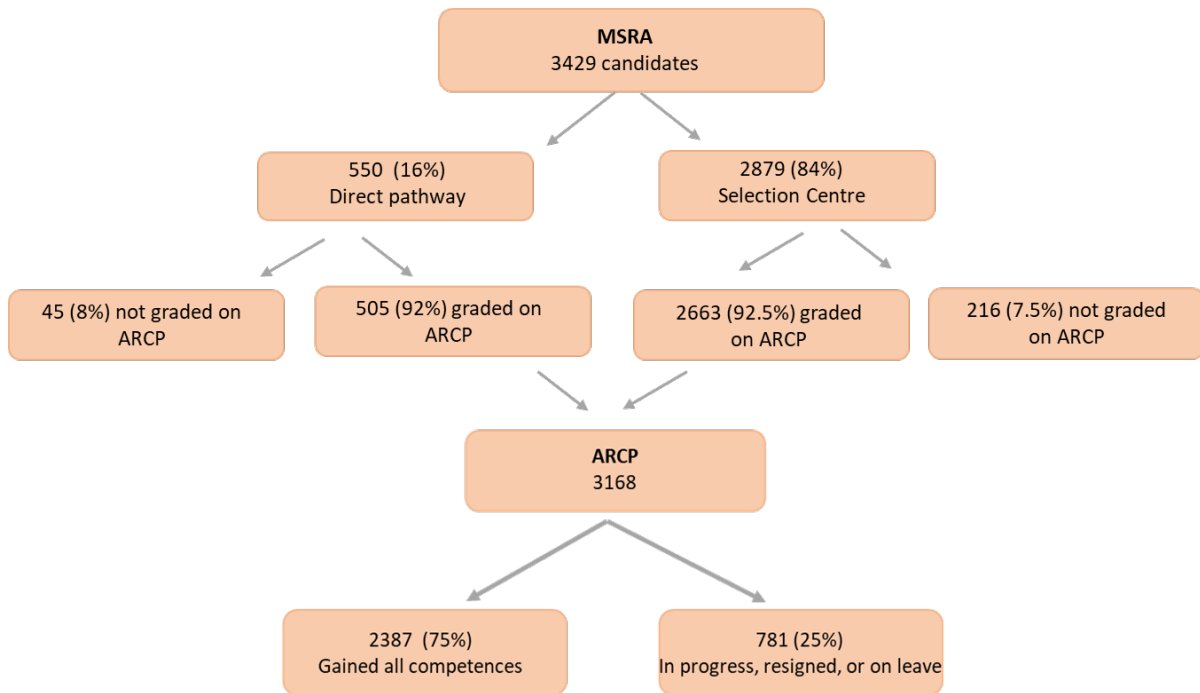 MSRA
3429 candidates
550 (16%)
Direct pathway
2879 (84%)
Selection Centre
45 (8%) not graded on
ARCP
505 (92%) graded on
ARCP
2663 (92.5%) graded
on ARCP
216 (7.5%) not graded
on ARCP
ARCP
3168
2387 (75%)
Gained all competences
781 (25%)
In progress, resigned, or on leave